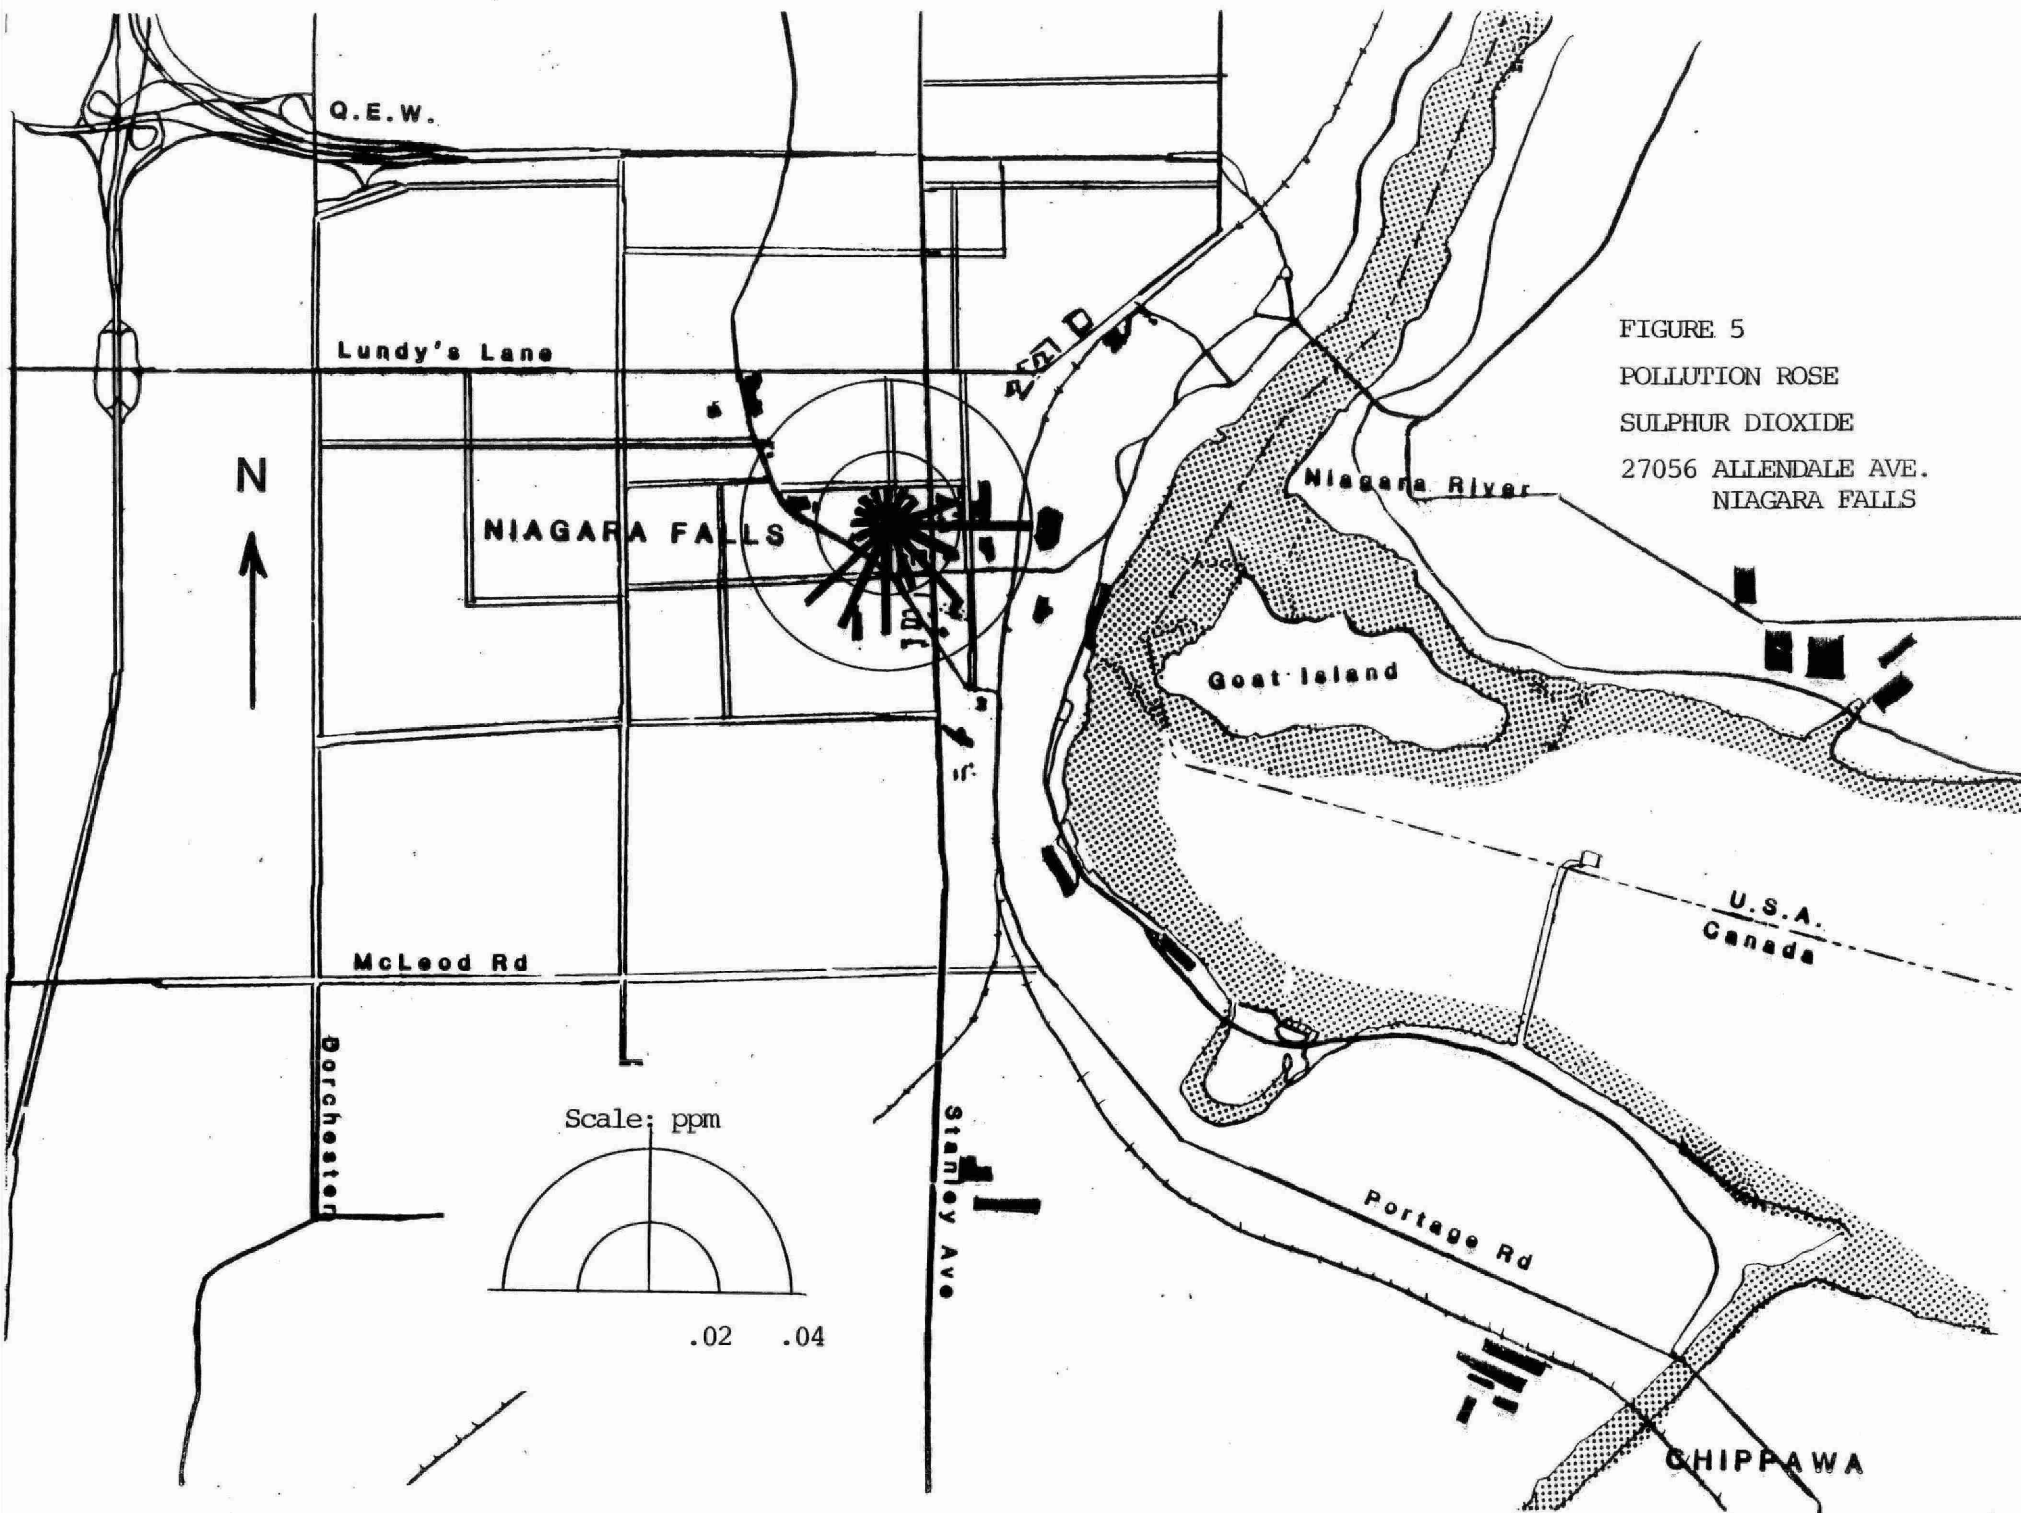 Q.E.W.
FIGURE 5
POLLUTION ROSE
SULPHUR DIOXIDE
27056 ALLENDALE AVE.
NIAGARA FALLS
Lundy's Lane
N
Niagara River
NIAGARA FALLS
Goat Island
U.S.A.
Canada
McLeod Rd
Dorchester
Scale: ppm
.02 .04
Stanley Ave
Portage Rd
CHIPPAWA